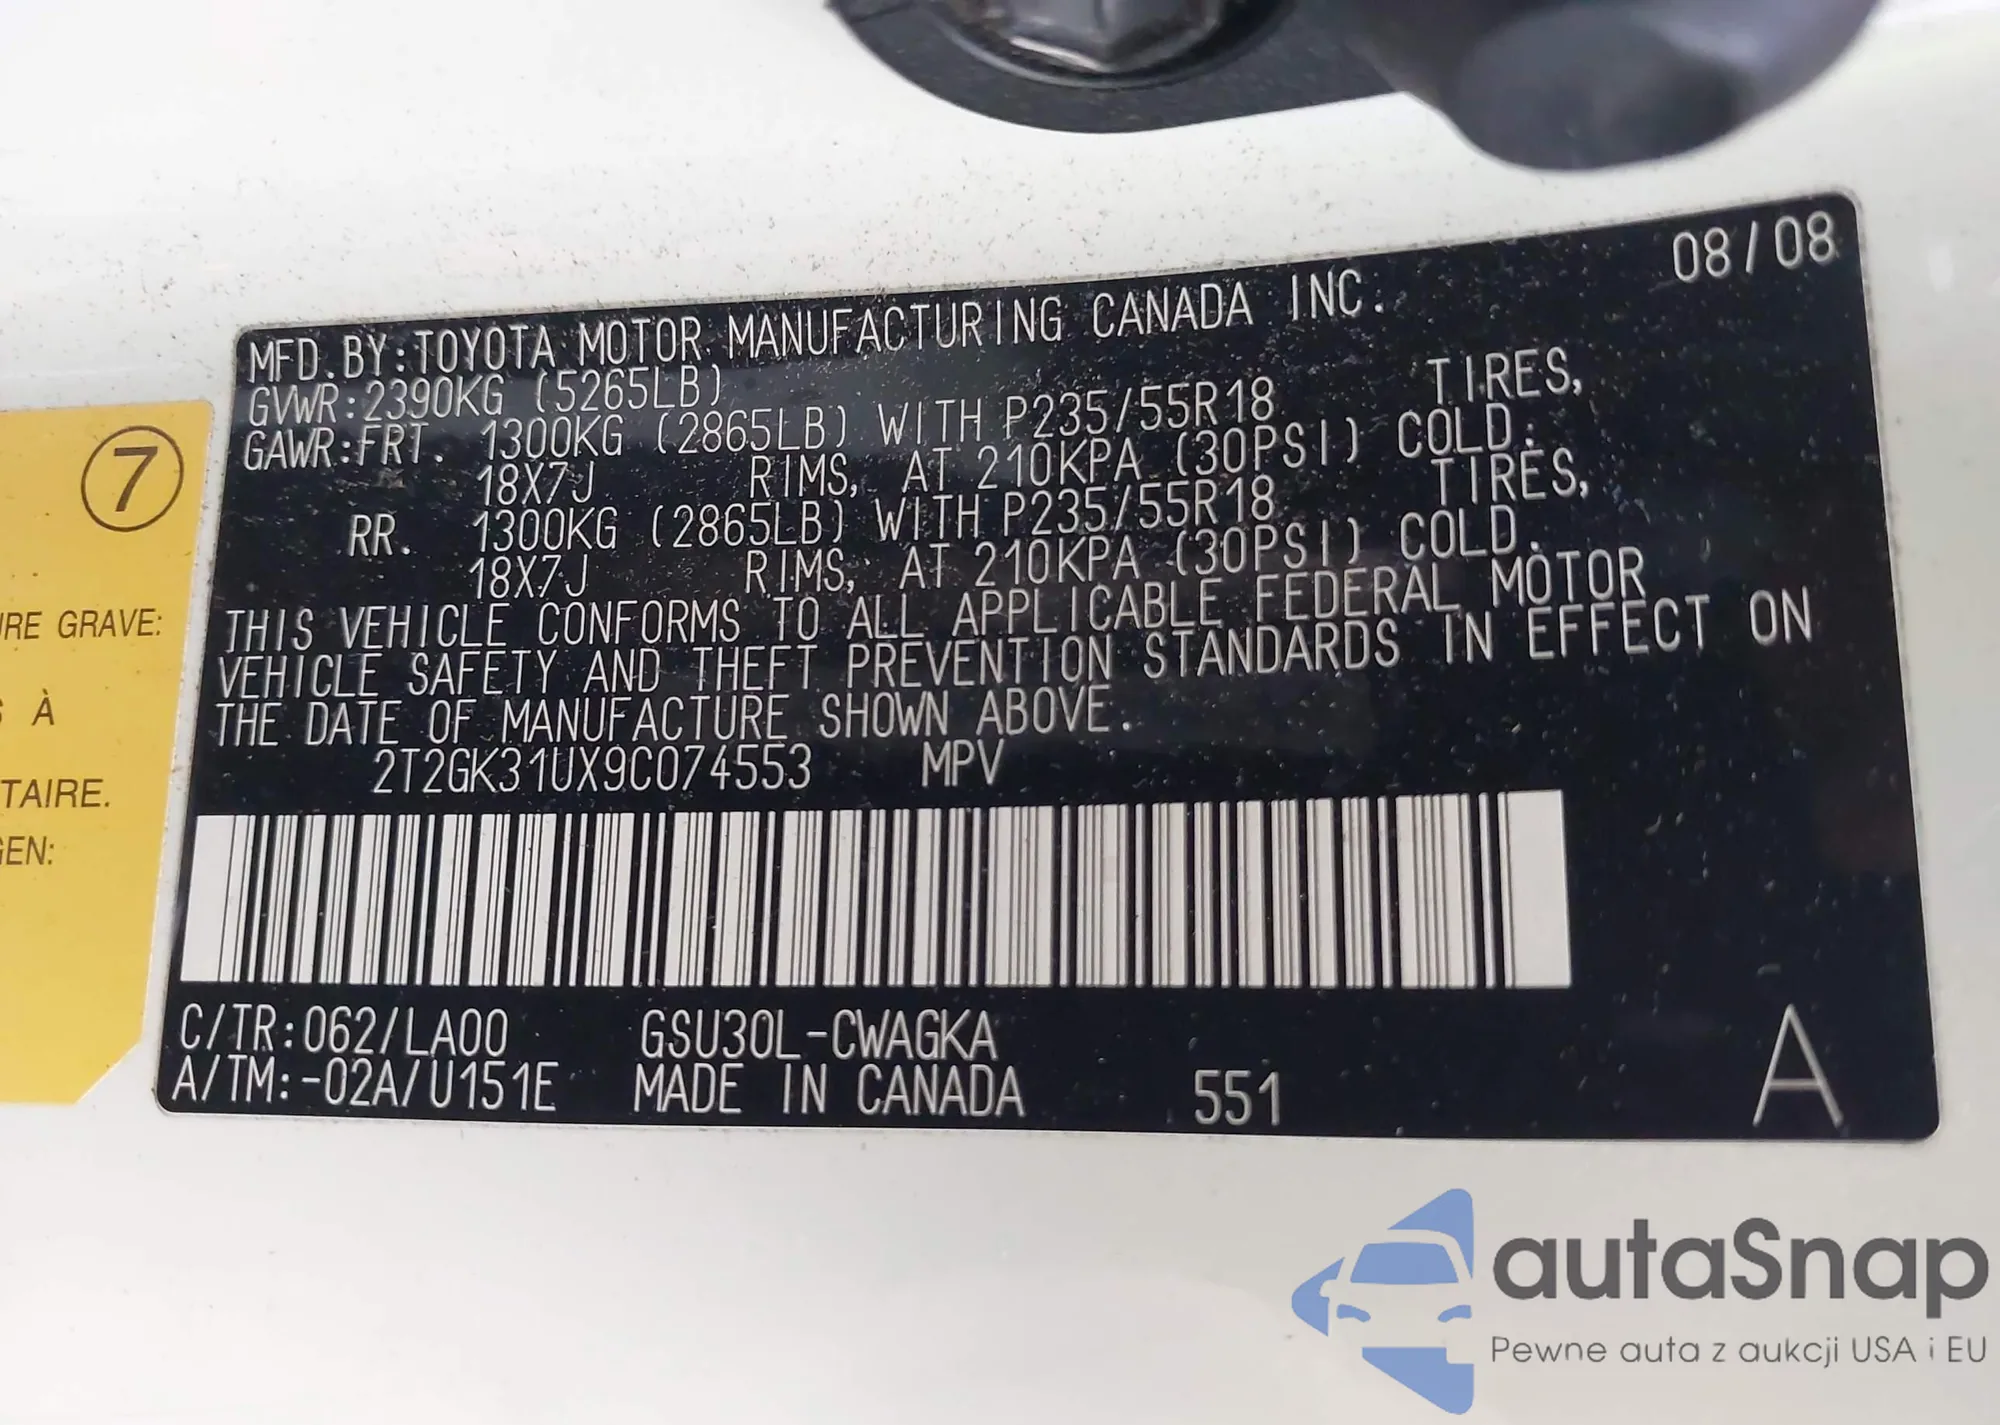 08/08
MFD. BY: TOYOTA MOTOR MANUFACTURING CANADA INC.
GVWR: 2390KG (5265LB)
GAWR: FRT. 1300KG (2865LB) WITH P235/55R18 TIRES,
18X7J RIMS, AT 210KPA (30PSI) COLD.
RR. 1300KG (2865LB) WITH P235/55R18 TIRES,
18X7J RIMS, AT 210KPA (30PSI) COLD.
THIS VEHICLE CONFORMS TO ALL APPLICABLE FEDERAL MOTOR
VEHICLE SAFETY AND THEFT PREVENTION STANDARDS IN EFFECT ON
THE DATE OF MANUFACTURE SHOWN ABOVE.
2T2GK31UX9C074553 MPV
C/TR: 062/LA00 GSU30L-CWAGKA
A/TM: -02A/U151E MADE IN CANADA 551 A
7
URE GRAVE:
S À
TAIRE.
GEN:
autaSnap
Pewne auta z aukcji USA i EU